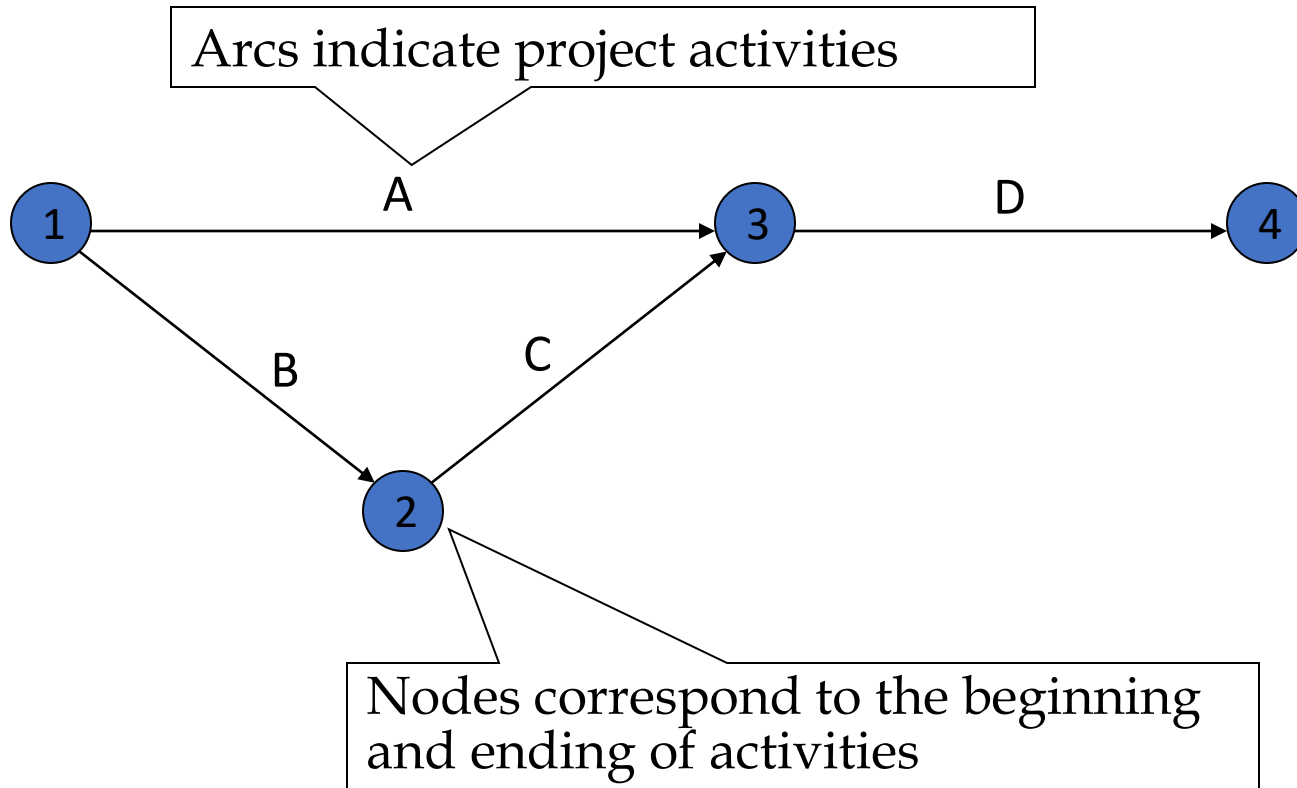 Arcs indicate project activities
A
D
1
3
4
B
C
2
Nodes correspond to the beginning
and ending of activities